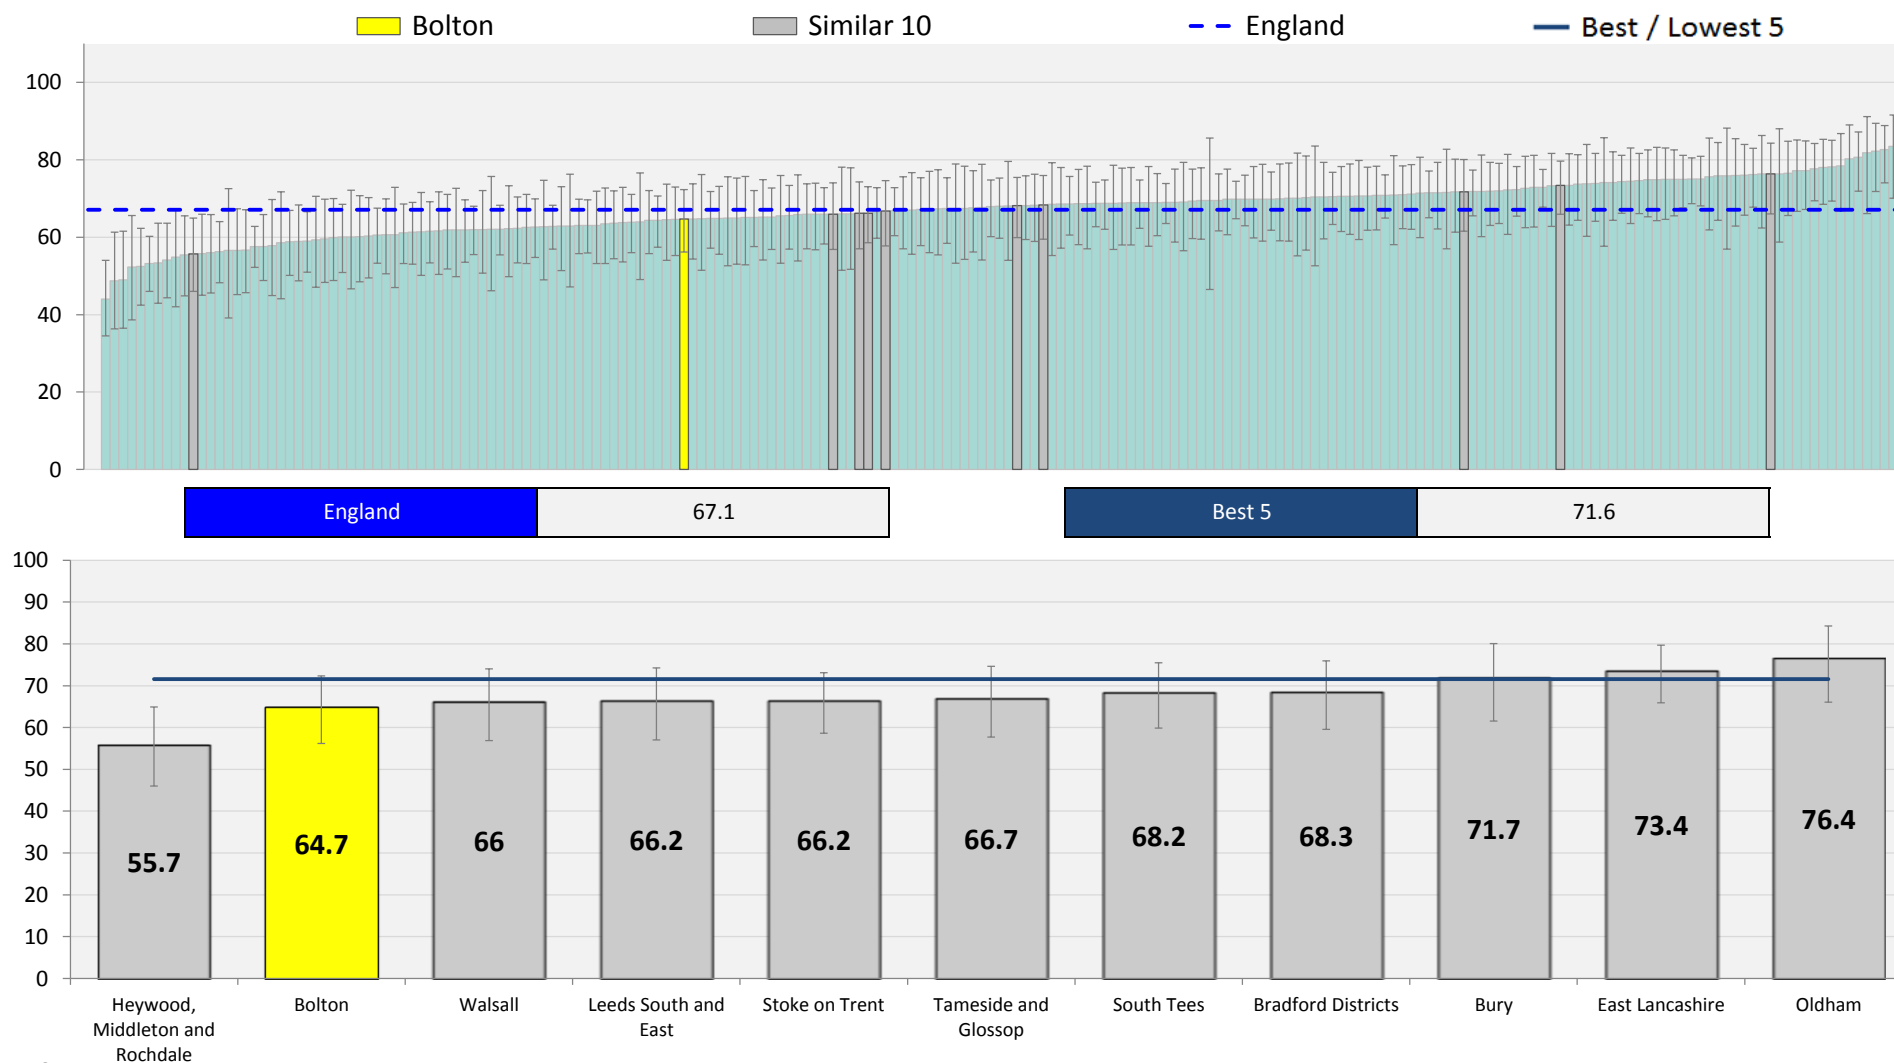 Bolton
Similar 10
England
Best / Lowest 5
100
80
60
40
20
0
England
67.1
Best 5
71.6
100
90
80
70
60
50
40
30
20
10
0
55.7
64.7
66
66.2
66.2
66.7
68.2
68.3
71.7
73.4
76.4
Heywood,
Middleton and
Rochdale
Bolton
Walsall
Leeds South and
East
Stoke on Trent
Tameside and
Glossop
South Tees
Bradford Districts
Bury
East Lancashire
Oldham